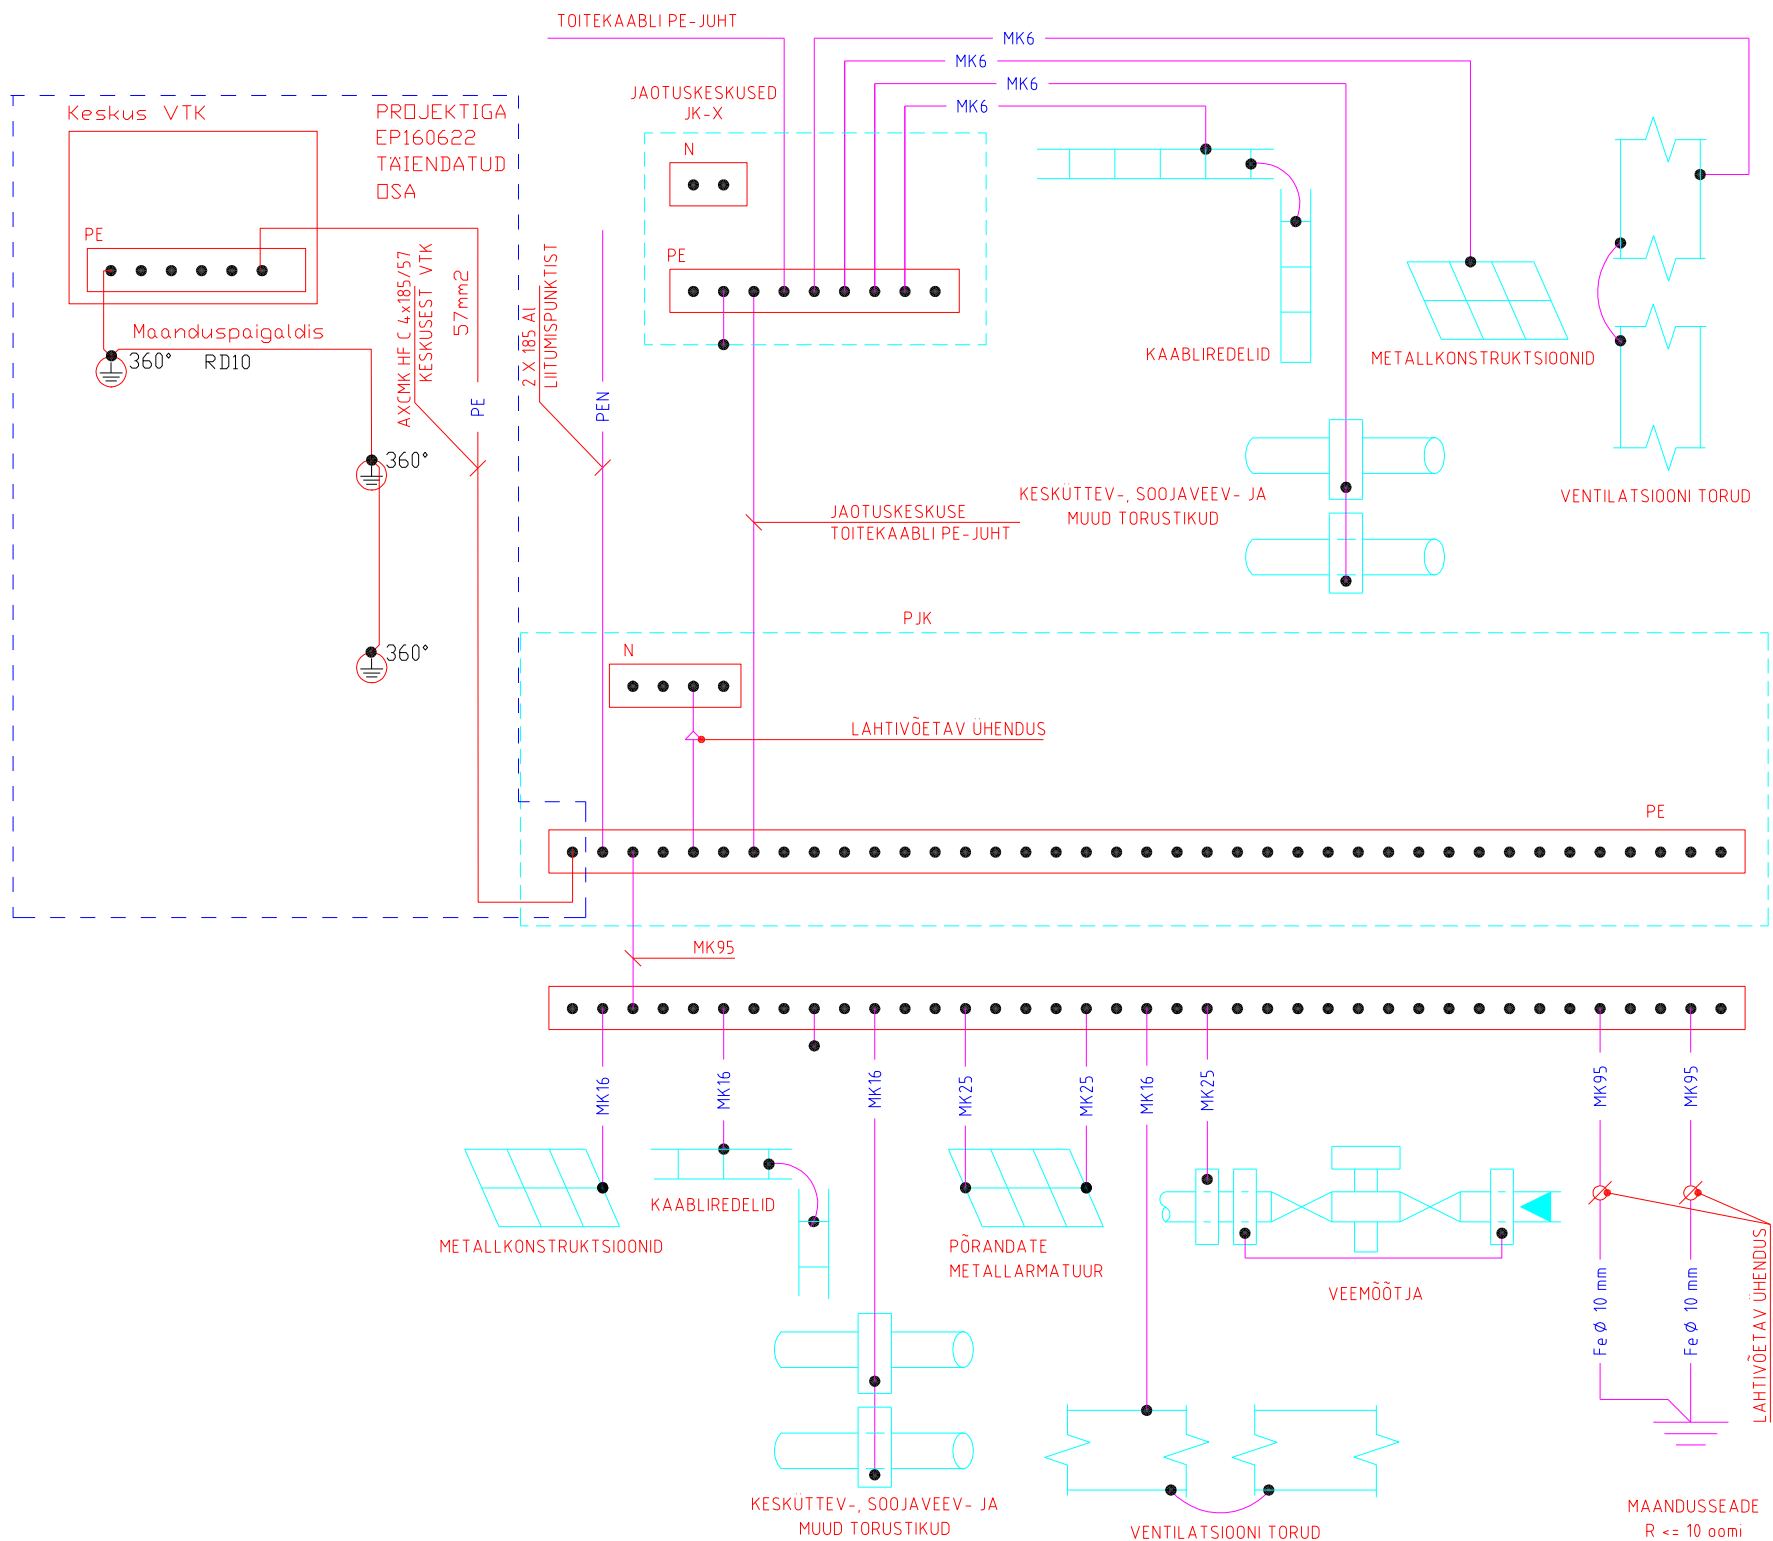 TOITEKAABLI PE-JUHT
MK6
MK6
MK6
MK6
JAOTUSKESKUSED
JK-X
N
PE
Keskus VTK
PROJEKTIGA
EP160622
TÄIENDATUD
OSA
PE
Maanduspaigaldis
360° RD10
360°
360°
AXCMK HF C 4x185/57
KESKUSEST VTK
57mm2
PE
2 X 185 Al
LIITUMISPUNKTIST
PEN
KAABLIREDELID
METALLKONSTRUKTSIOONID
VENTILATSIOONI TORUD
KESKÜTTEV-, SOOJAVEEV- JA
MUUD TORUSTIKUD
JAOTUSKESKUSE
TOITEKAABLI PE-JUHT
PJK
N
LAHTIVÕETAV ÜHENDUS
PE
MK95
MK16
MK16
MK16
MK25
MK25
MK16
MK25
MK95
MK95
METALLKONSTRUKTSIOONID
KAABLIREDELID
PÕRANDATE
METALLARMATUUR
VEEMÕÕTJA
Fe Ø 10 mm
Fe Ø 10 mm
LAHTIVÕETAV ÜHENDUS
KESKÜTTEV-, SOOJAVEEV- JA
MUUD TORUSTIKUD
VENTILATSIOONI TORUD
MAANDUSSEADE
R <= 10 oomi